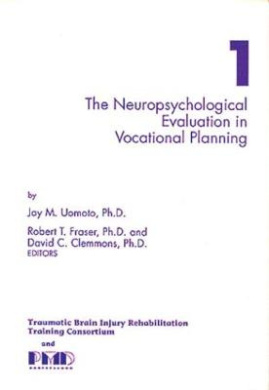 1
The Neuropsychological
Evaluation in
Vocational Planning
by
Jay M. Uomoto, Ph.D.
Robert T. Fraser, Ph.D. and
David C. Clemmons, Ph.D.
EDITORS
Traumatic Brain Injury Rehabilitation
Training Consortium
and
PMD